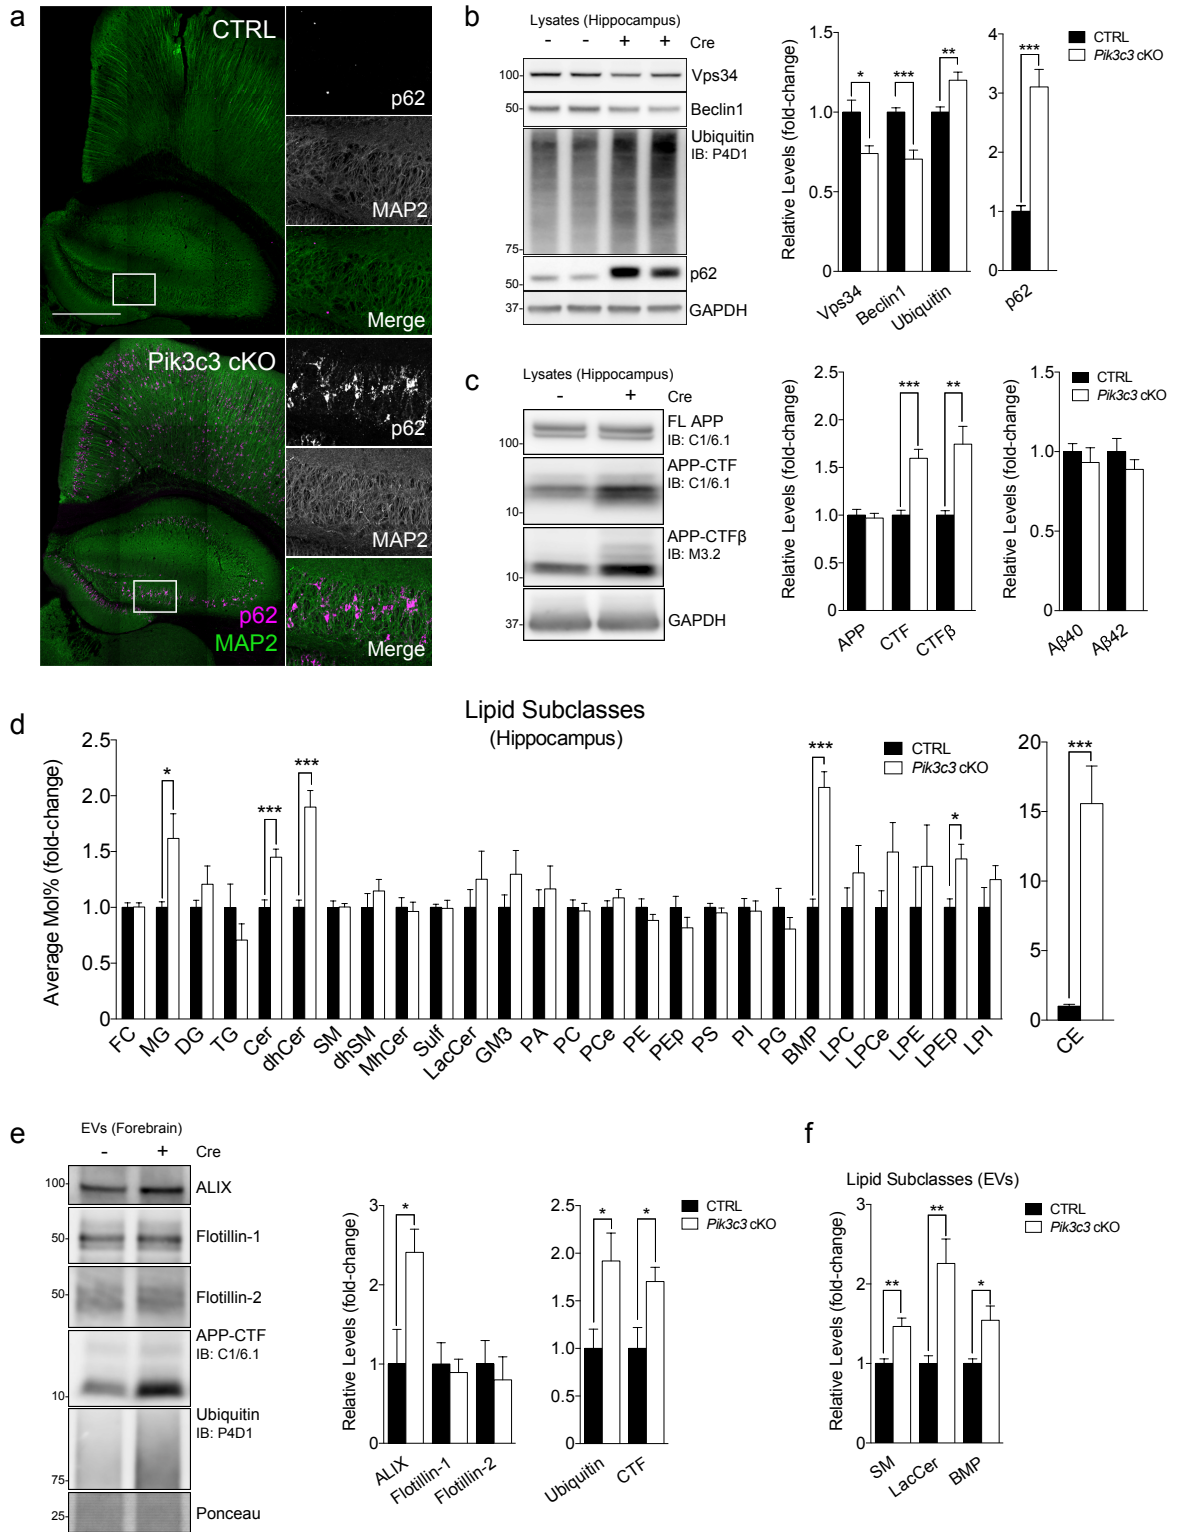 a
CTRL
p62
MAP2
Merge
Pik3c3 cKO
p62
MAP2
p62
MAP2
Merge
b
Lysates (Hippocampus)
- - + + Cre
100
Vps34
50
Beclin1
Ubiquitin
IB: P4D1
75
50
p62
37
GAPDH
Relative Levels (fold-change)
1.5
1.0
0.5
0
* *** **
Vps34 Beclin1 Ubiquitin
4
3
2
1
0
***
p62
CTRL
Pik3c3 cKO
c
Lysates (Hippocampus)
- + Cre
FL APP
IB: C1/6.1
100
APP-CTF
IB: C1/6.1
10
APP-CTFβ
IB: M3.2
10
37
GAPDH
Relative Levels (fold-change)
2.5
2.0
1.5
1.0
0.5
0
*** **
APP CTF CTFβ
Relative Levels (fold-change)
1.5
1.0
0.5
0
Aβ40 Aβ42
CTRL
Pik3c3 cKO
d
Lipid Subclasses
(Hippocampus)
Average Mol% (fold-change)
2.5
2.0
1.5
1.0
0.5
0
* *** *** *** *
FC MG DG TG Cer dhCer SM dhSM MhCer Sulf LacCer GM3 PA PC PCe PE PEp PS PI PG BMP LPC LPCe LPE LPEp LPI
CTRL
Pik3c3 cKO
20
15
10
5
0
***
CE
e
EVs (Forebrain)
- + Cre
100
ALIX
50
Flotillin-1
50
Flotillin-2
APP-CTF
IB: C1/6.1
10
Ubiquitin
IB: P4D1
75
25
Ponceau
Relative Levels (fold-change)
3
2
1
0
*
ALIX Flotillin-1 Flotillin-2
2.5
2.0
1.5
1.0
0.5
0
* *
Ubiquitin CTF
CTRL
Pik3c3 cKO
f
Lipid Subclasses (EVs)
Relative Levels (fold-change)
3
2
1
0
** ** *
SM LacCer BMP
CTRL
Pik3c3 cKO